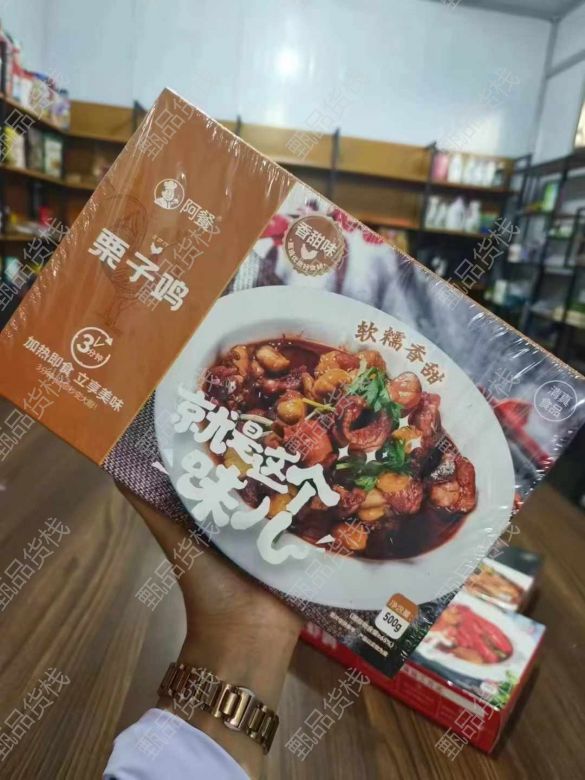 阿餐
栗子鸡
3分钟
加热即食 立享美味
香甜味
软糯香甜
清真
食品
就是这个
味儿
净含量
500g
甄品货栈